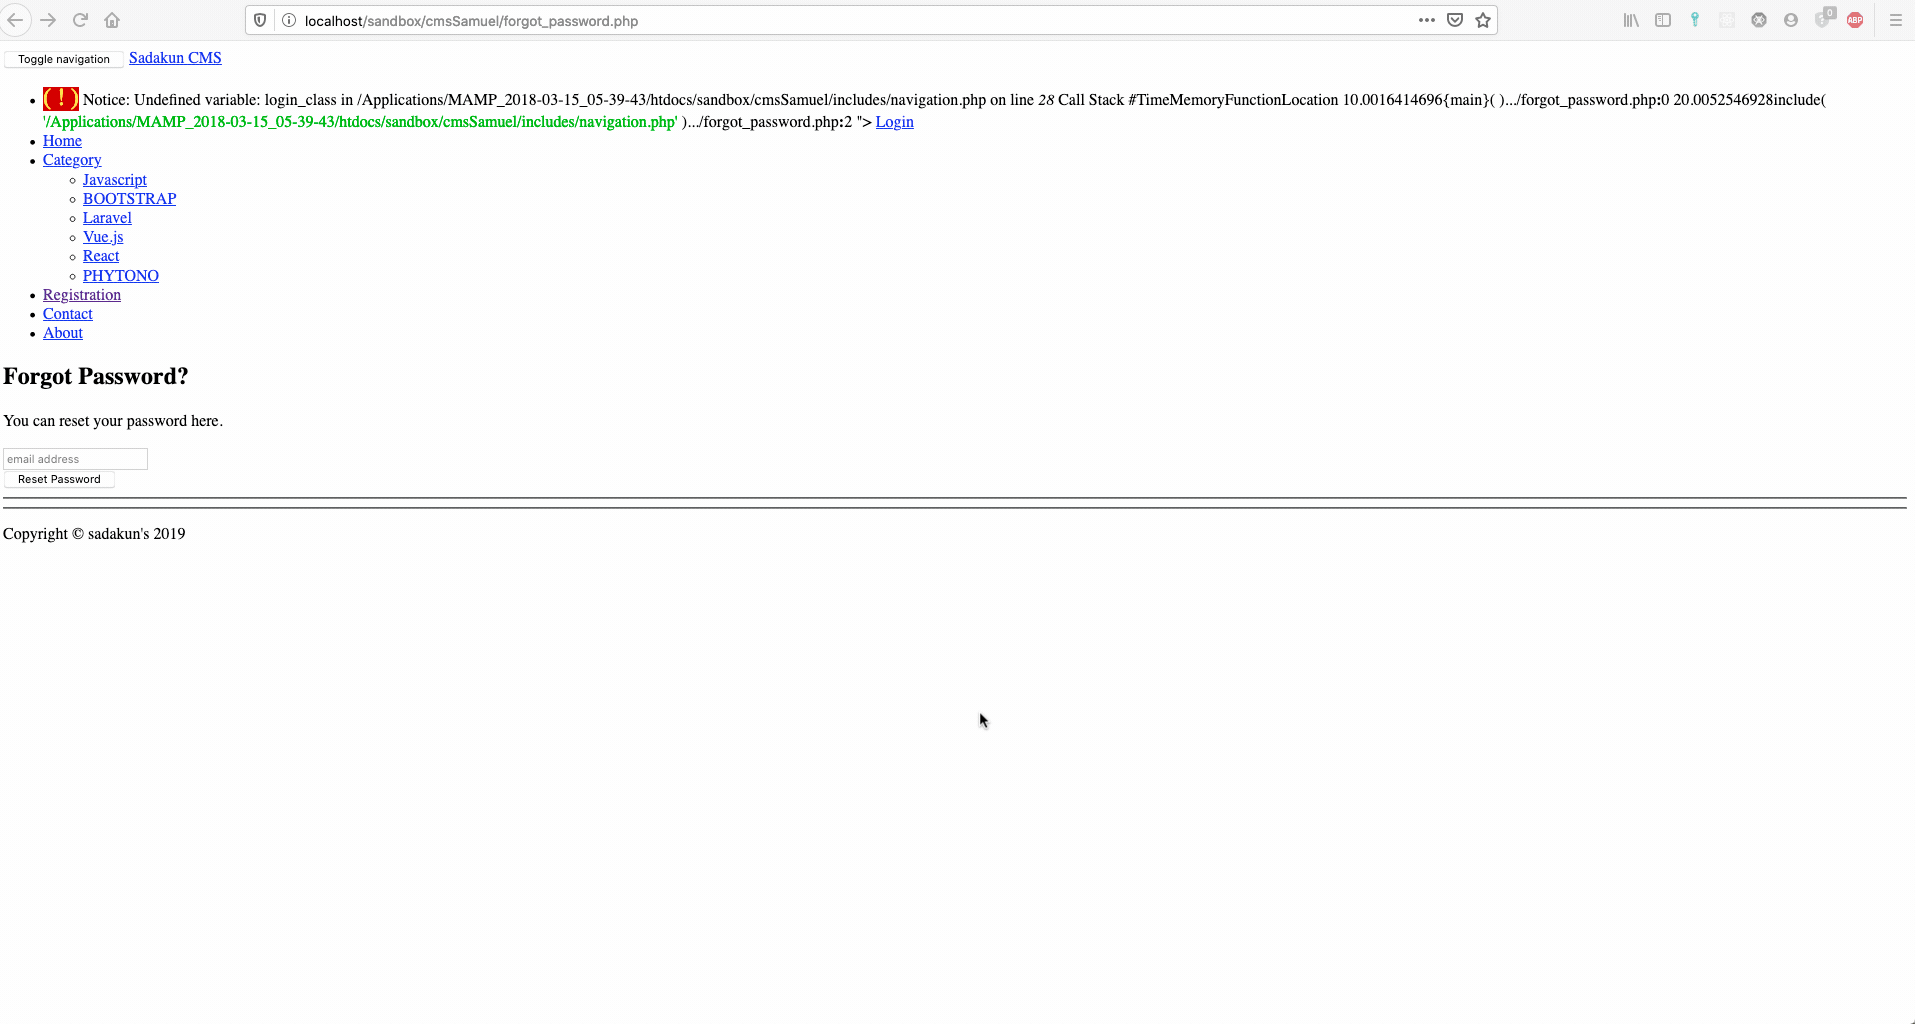 localhost/sandbox/cmsSamuel/forgot_password.php
0
ABP
Toggle navigation Sadakun CMS
( ! ) Notice: Undefined variable: login_class in /Applications/MAMP_2018-03-15_05-39-43/htdocs/sandbox/cmsSamuel/includes/navigation.php on line 28 Call Stack #TimeMemoryFunctionLocation 10.0016414696{main}( ).../forgot_password.php:0 20.0052546928include(
'/Applications/MAMP_2018-03-15_05-39-43/htdocs/sandbox/cmsSamuel/includes/navigation.php' ).../forgot_password.php:2 "> Login
Home
Category
Javascript
BOOTSTRAP
Laravel
Vue.js
React
PHYTONO
Registration
Contact
About
Forgot Password?
You can reset your password here.
email address
Reset Password
Copyright © sadakun's 2019